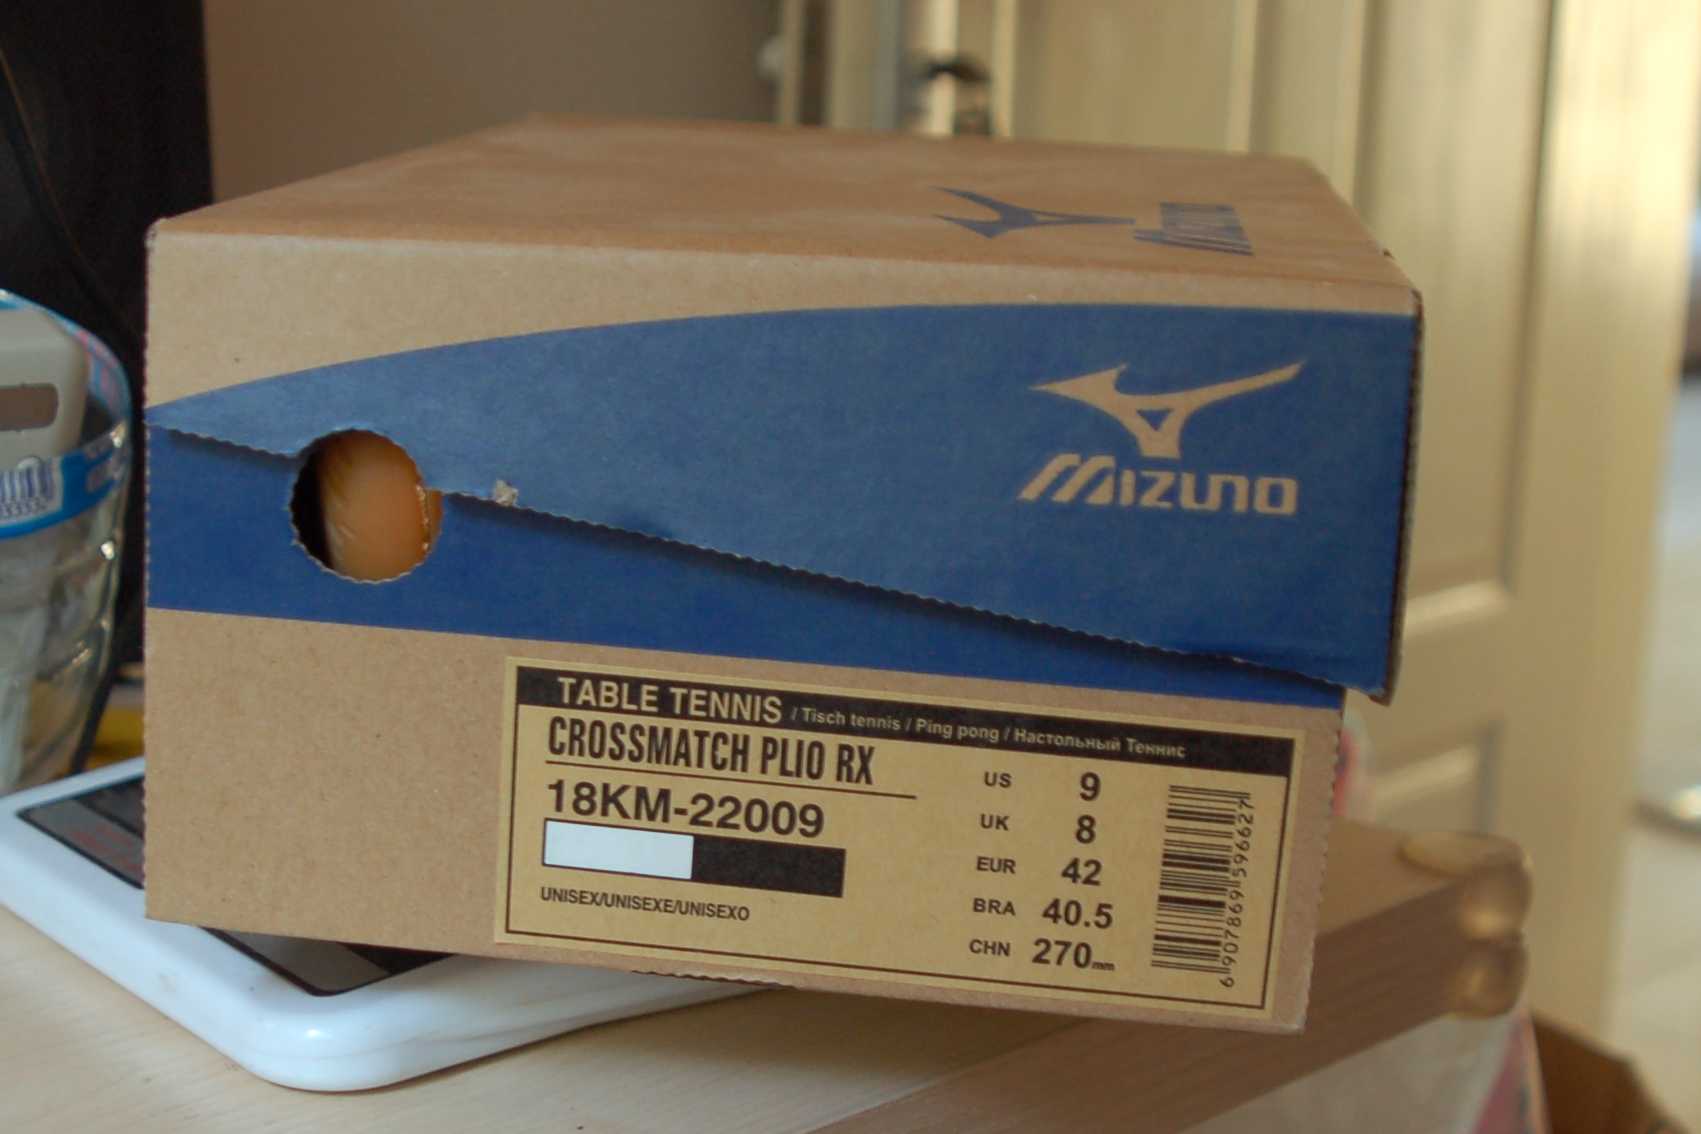 MIZUNO
MIZUNO
TABLE TENNIS / Tisch tennis / Ping pong / Настольный Теннис
CROSSMATCH PLIO RX
18KM-22009
UNISEX/UNISEXE/UNISEXO
US 9
UK 8
EUR 42
BRA 40.5
CHN 270mm
6907869596627